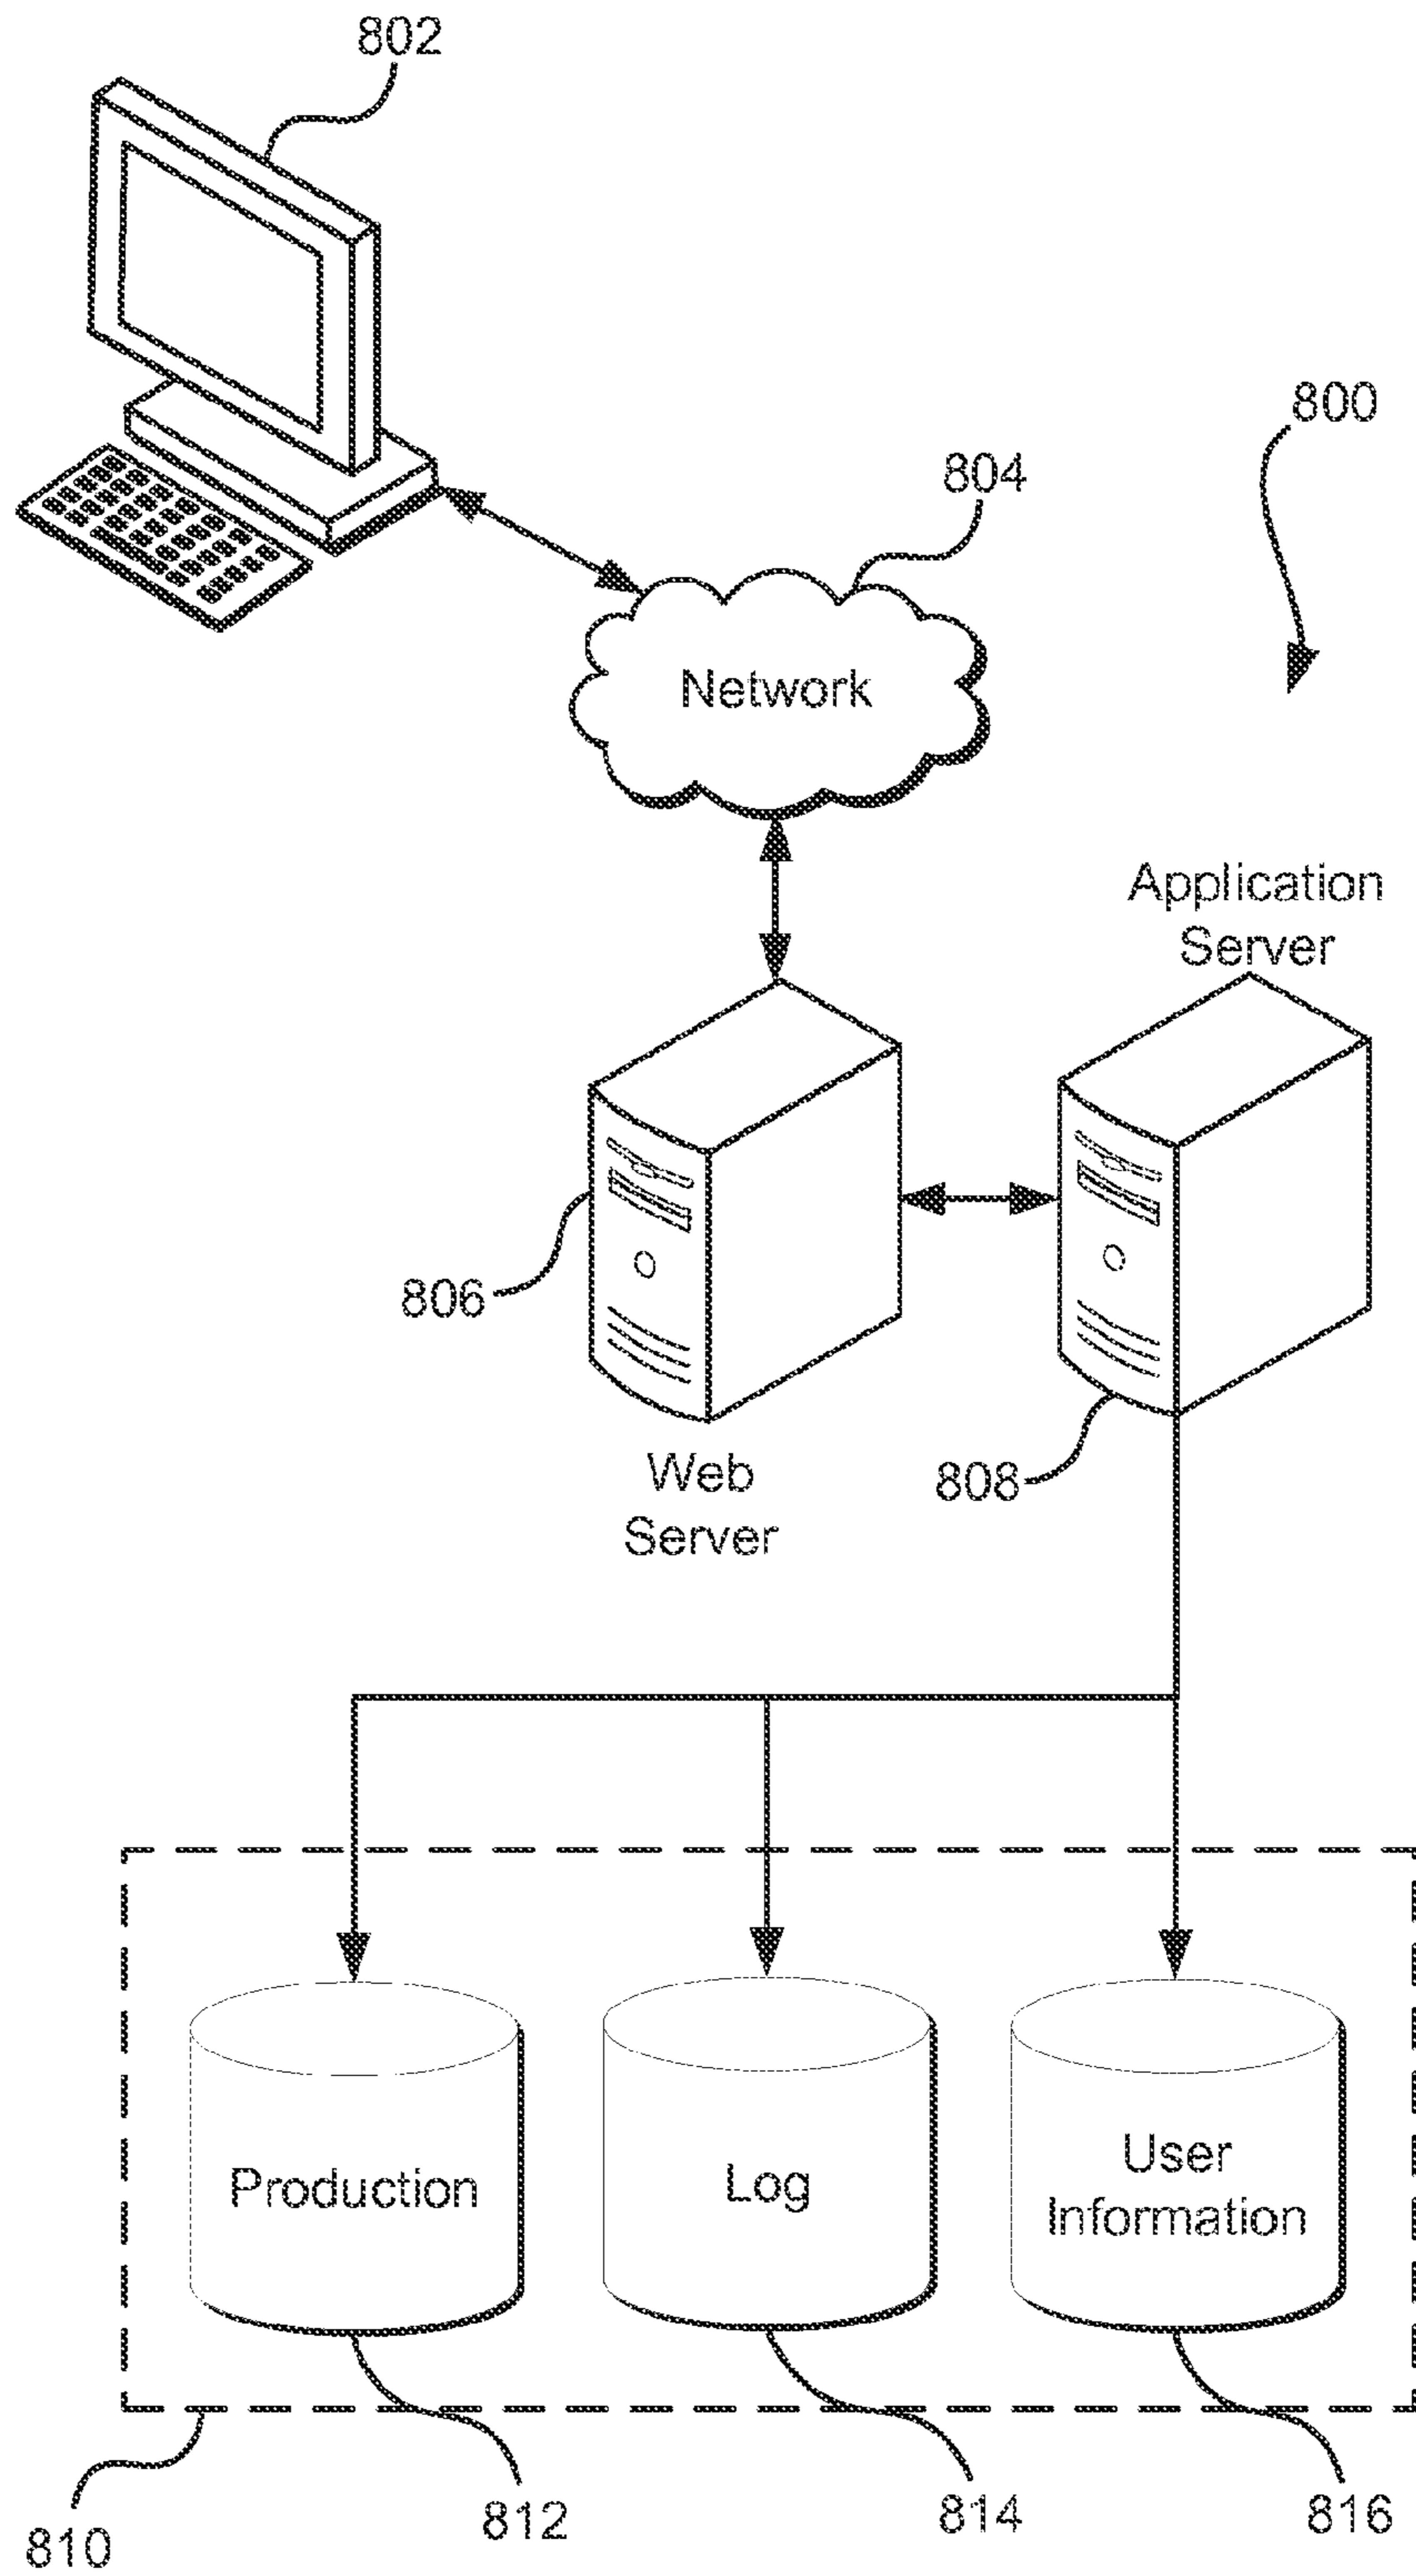 802
800
804
Network
Application
Server
806
Web
Server
808
Production
Log
User
Information
810
812
814
816